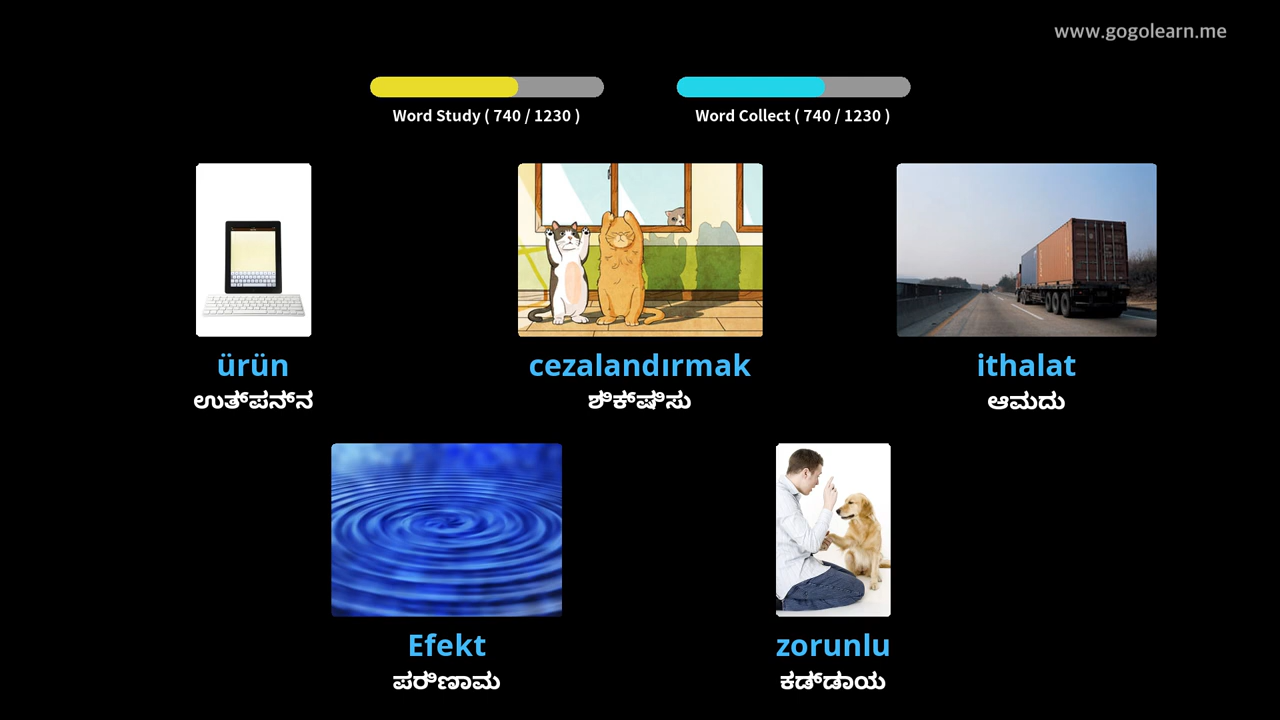 www.gogolearn.me
Word Study ( 740 / 1230 )
Word Collect ( 740 / 1230 )
ürün
ಉತ್ಪನ್ನ
cezalandırmak
ಶಿಕ್ಷಿಸು
ithalat
ಆಮದು
Efekt
ಪರಿಣಾಮ
zorunlu
ಕಡ್ಡಾಯ